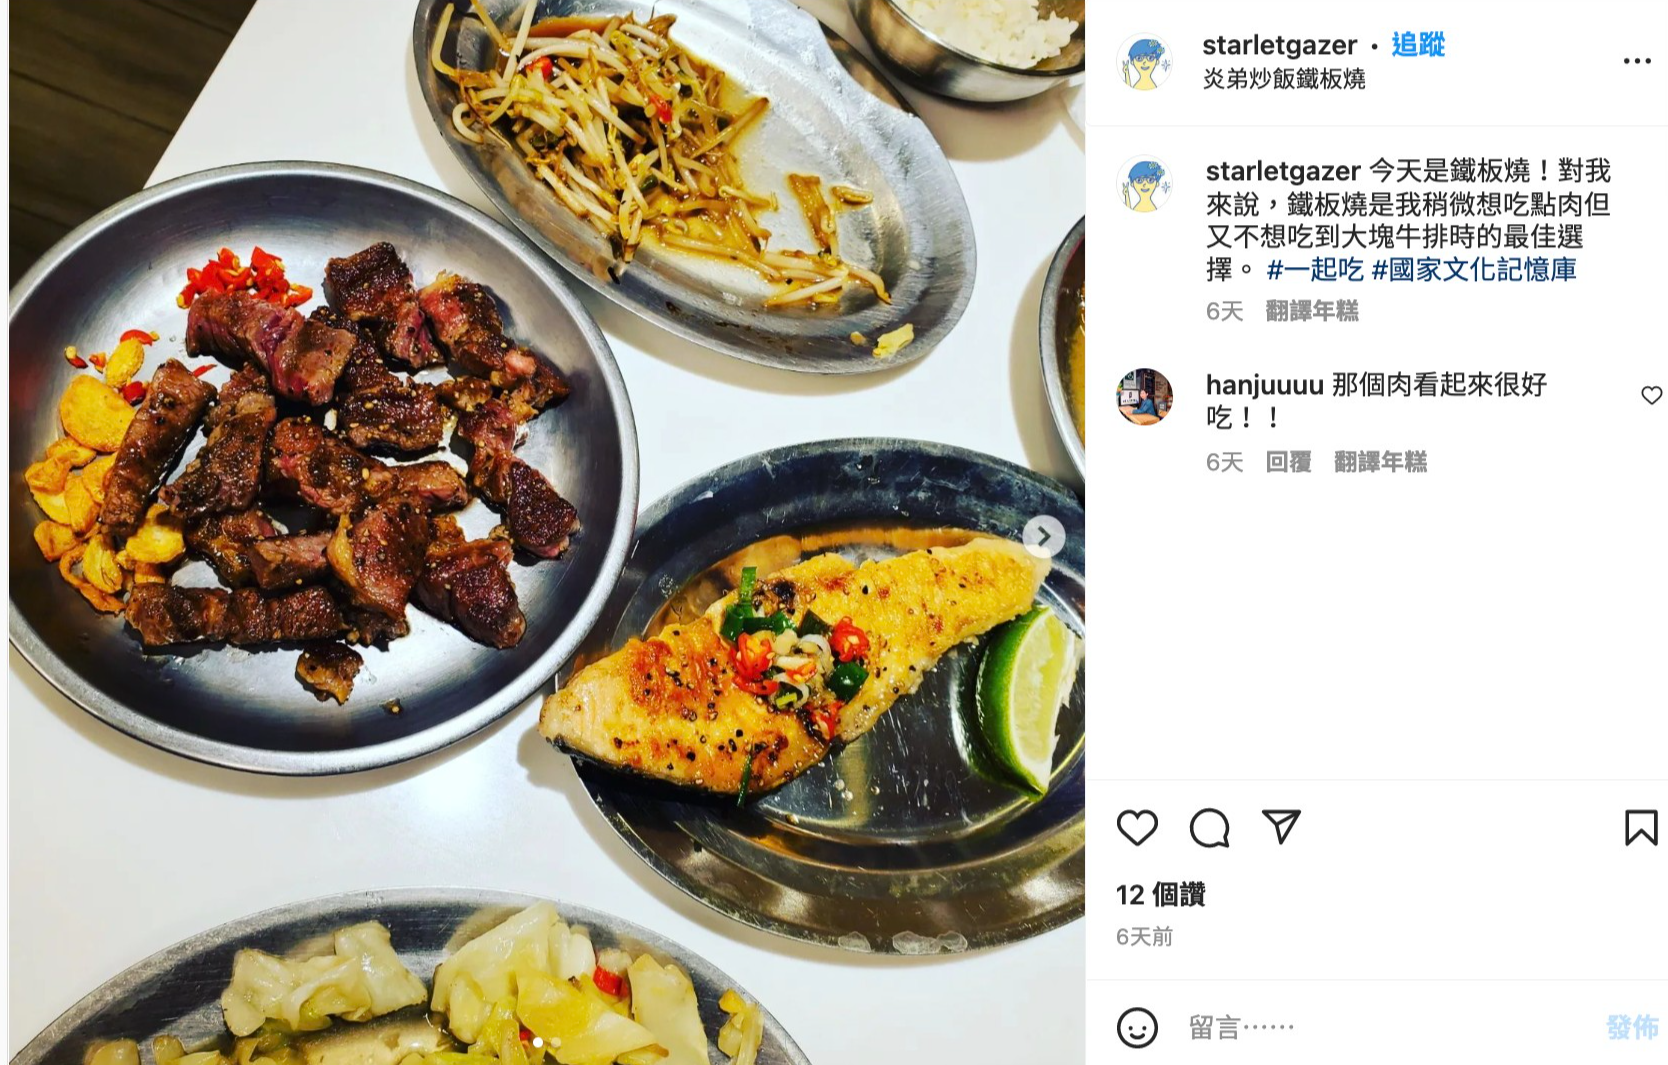 starletgazer • 追蹤
炎弟炒飯鐵板燒
starletgazer 今天是鐵板燒！對我
來說，鐵板燒是我稍微想吃點肉但
又不想吃到大塊牛排時的最佳選
擇。 #一起吃 #國家文化記憶庫
6天 翻譯年糕
hanjuuuu 那個肉看起來很好
吃！！
6天 回覆 翻譯年糕
12 個讚
6天前
留言……
發佈